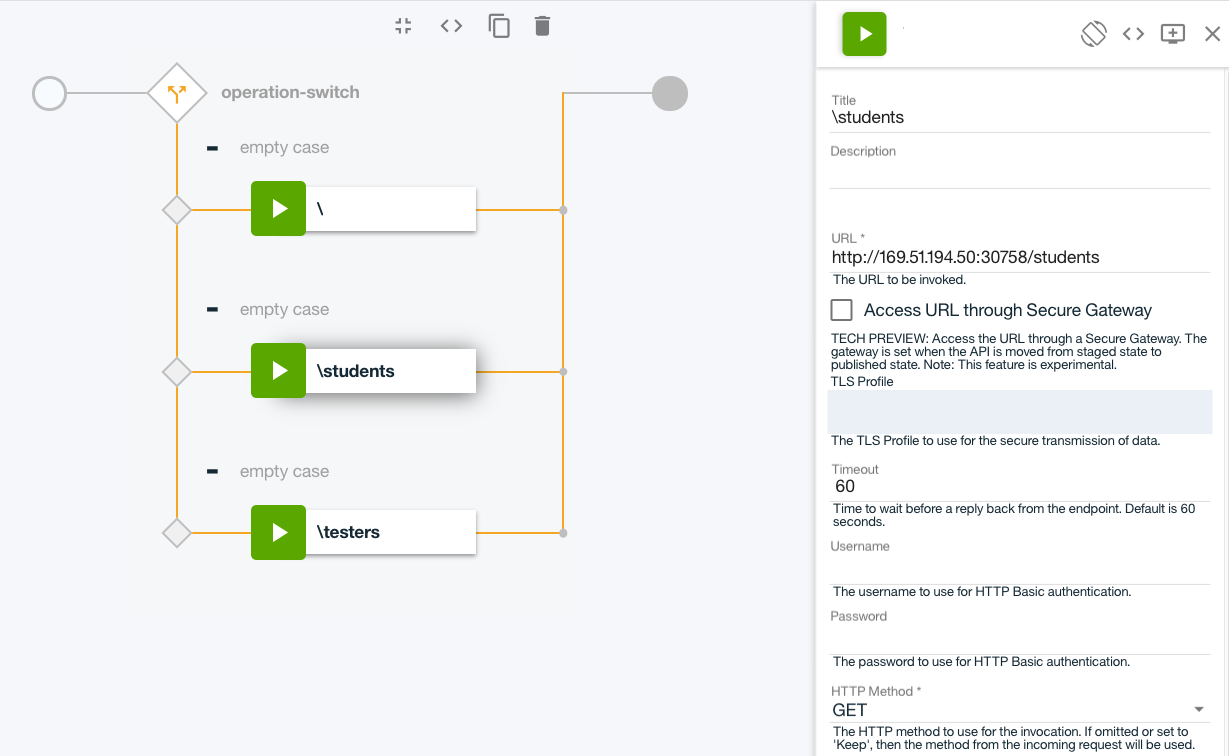 operation-switch
empty case
\
empty case
\students
empty case
\testers
Title
\students
Description
URL *
http://169.51.194.50:30758/students
The URL to be invoked.
Access URL through Secure Gateway
TECH PREVIEW: Access the URL through a Secure Gateway. The
gateway is set when the API is moved from staged state to
published state. Note: This feature is experimental.
TLS Profile
The TLS Profile to use for the secure transmission of data.
Timeout
60
Time to wait before a reply back from the endpoint. Default is 60
seconds.
Username
The username to use for HTTP Basic authentication.
Password
The password to use for HTTP Basic authentication.
HTTP Method *
GET
The HTTP method to use for the invocation. If omitted or set to
'Keep', then the method from the incoming request will be used.